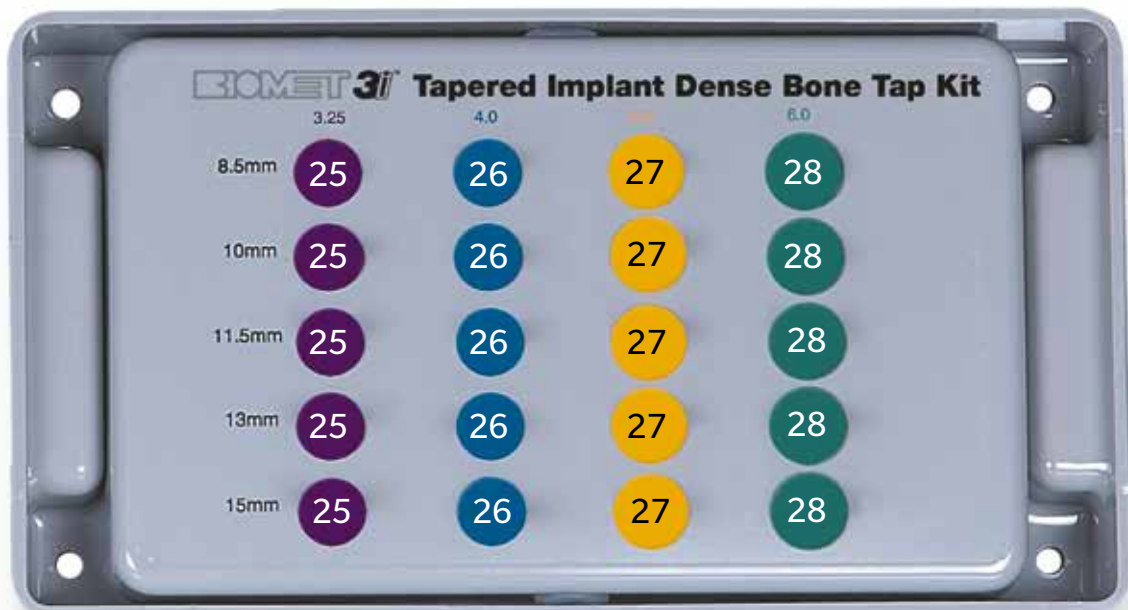 BIOMET 3i™ Tapered Implant Dense Bone Tap Kit
3.25 4.0 6.0
8.5mm 25 26 27 28
10mm 25 26 27 28
11.5mm 25 26 27 28
13mm 25 26 27 28
15mm 25 26 27 28